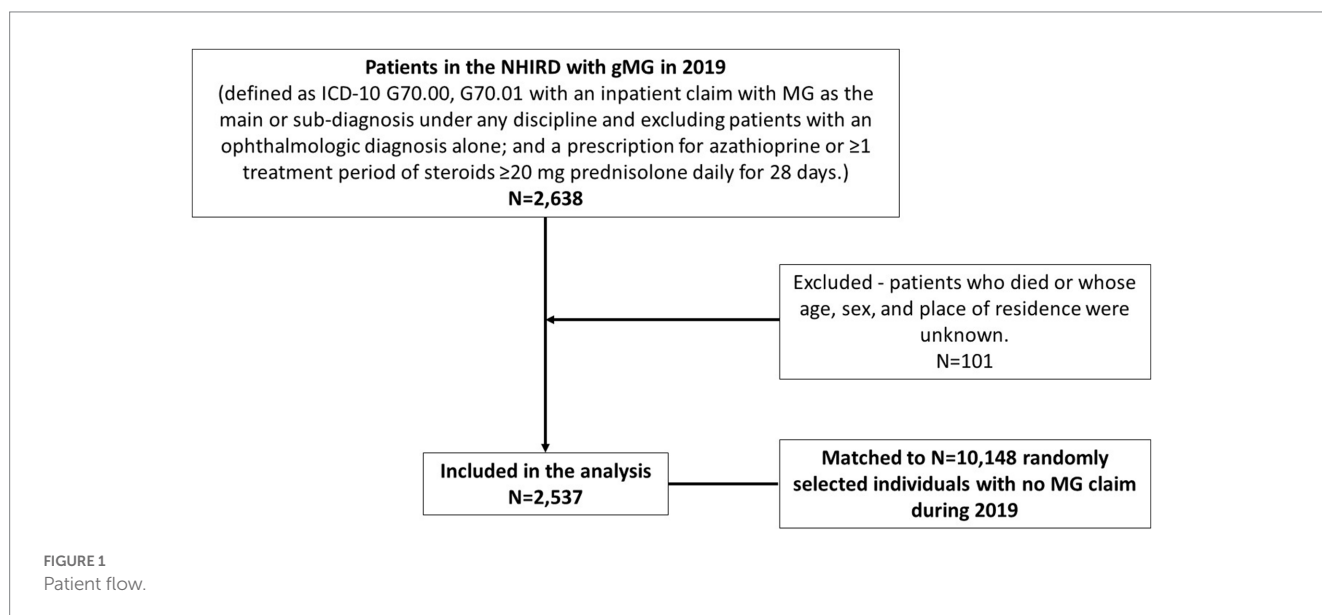 Patients in the NHIRD with gMG in 2019
(defined as ICD-10 G70.00, G70.01 with an inpatient claim with MG as the
main or sub-diagnosis under any discipline and excluding patients with an
ophthalmologic diagnosis alone; and a prescription for azathioprine or ≥1
treatment period of steroids ≥20 mg prednisolone daily for 28 days.)
N=2,638
Excluded - patients who died or whose
age, sex, and place of residence were
unknown.
N=101
Included in the analysis
N=2,537
Matched to N=10,148 randomly
selected individuals with no MG claim
during 2019
FIGURE 1
Patient flow.